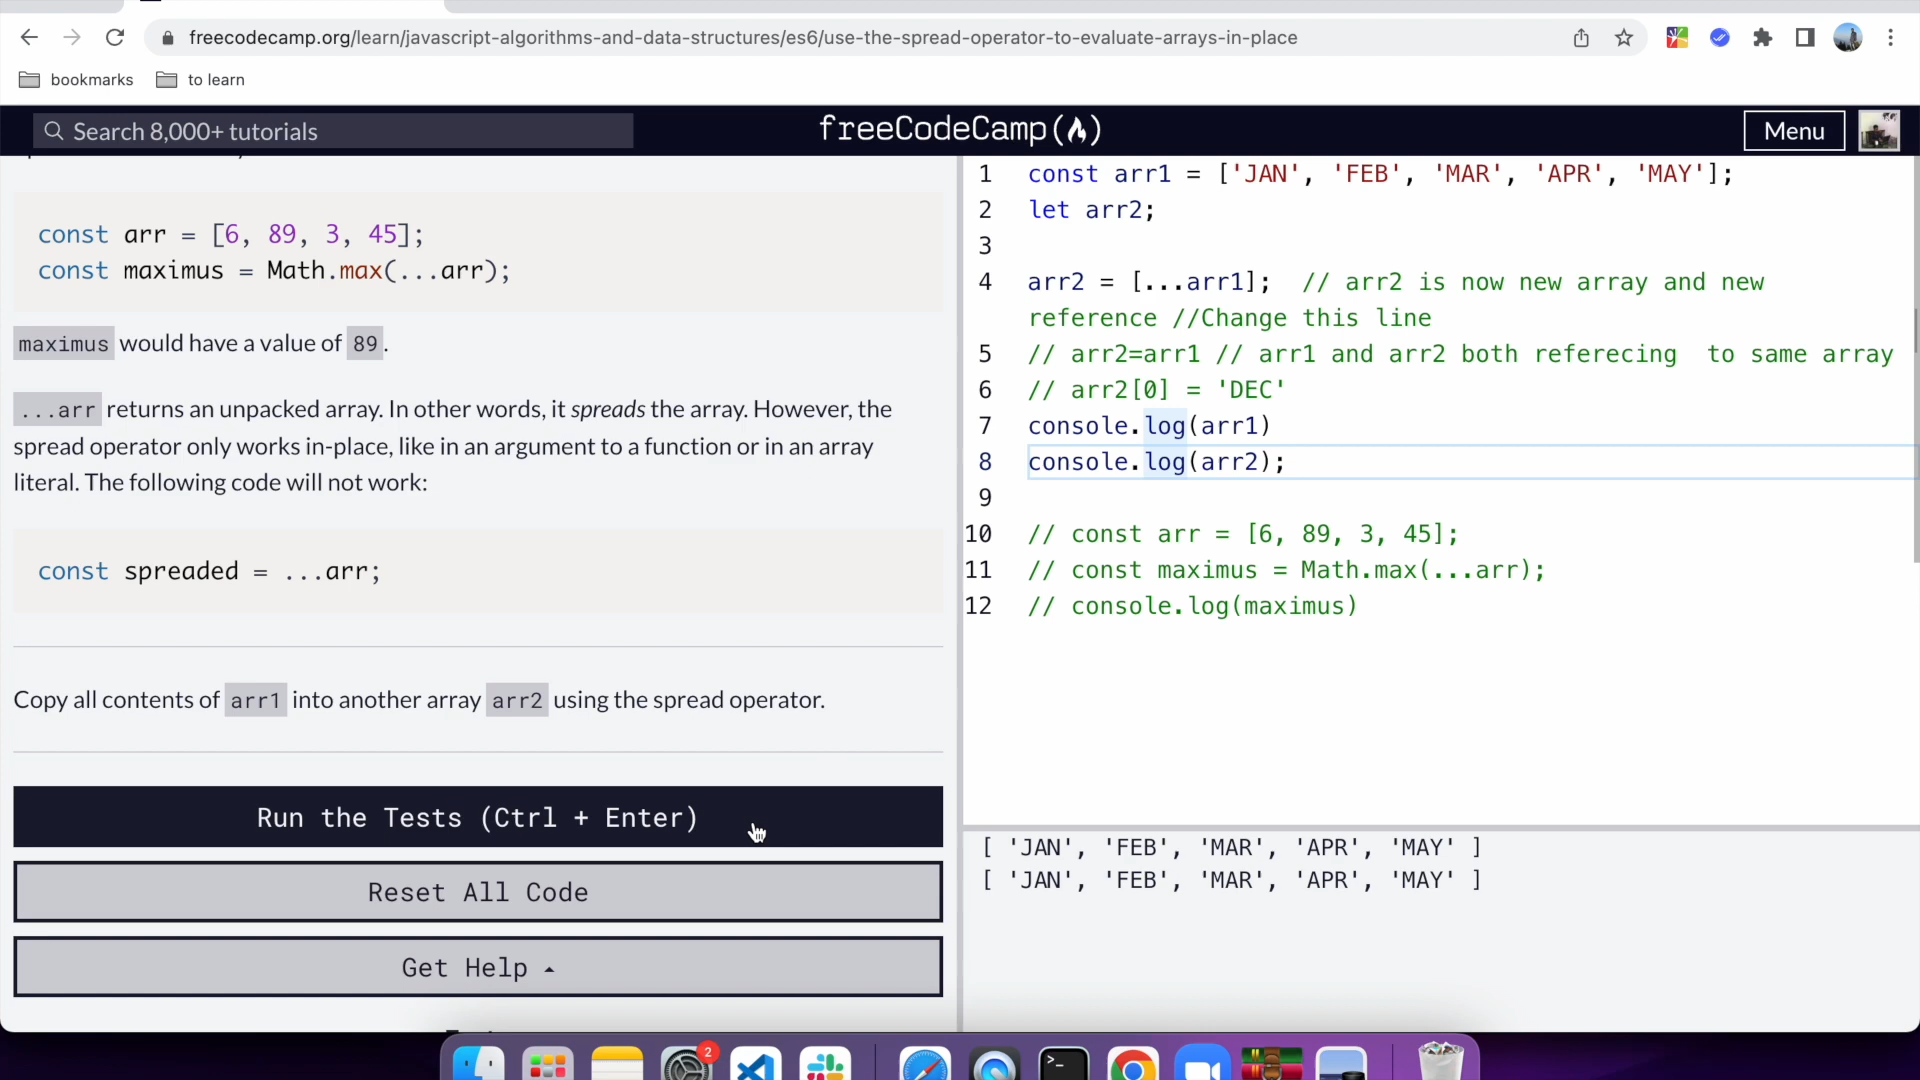 freecodecamp.org/learn/javascript-algorithms-and-data-structures/es6/use-the-spread-operator-to-evaluate-arrays-in-place
bookmarks to learn
Search 8,000+ tutorials
freeCodeCamp
Menu
const arr = [6, 89, 3, 45];
const maximus = Math.max(...arr);
maximus would have a value of 89.
...arr returns an unpacked array. In other words, it spreads the array. However, the
spread operator only works in-place, like in an argument to a function or in an array
literal. The following code will not work:
const spreaded = ...arr;
Copy all contents of arr1 into another array arr2 using the spread operator.
Run the Tests (Ctrl + Enter)
Reset All Code
Get Help
1 const arr1 = ['JAN', 'FEB', 'MAR', 'APR', 'MAY'];
2 let arr2;
3
4 arr2 = [...arr1]; // arr2 is now new array and new
reference //Change this line
5 // arr2=arr1 // arr1 and arr2 both referecing to same array
6 // arr2[0] = 'DEC'
7 console.log(arr1)
8 console.log(arr2);
9
10 // const arr = [6, 89, 3, 45];
11 // const maximus = Math.max(...arr);
12 // console.log(maximus)
[ 'JAN', 'FEB', 'MAR', 'APR', 'MAY' ]
[ 'JAN', 'FEB', 'MAR', 'APR', 'MAY' ]
2